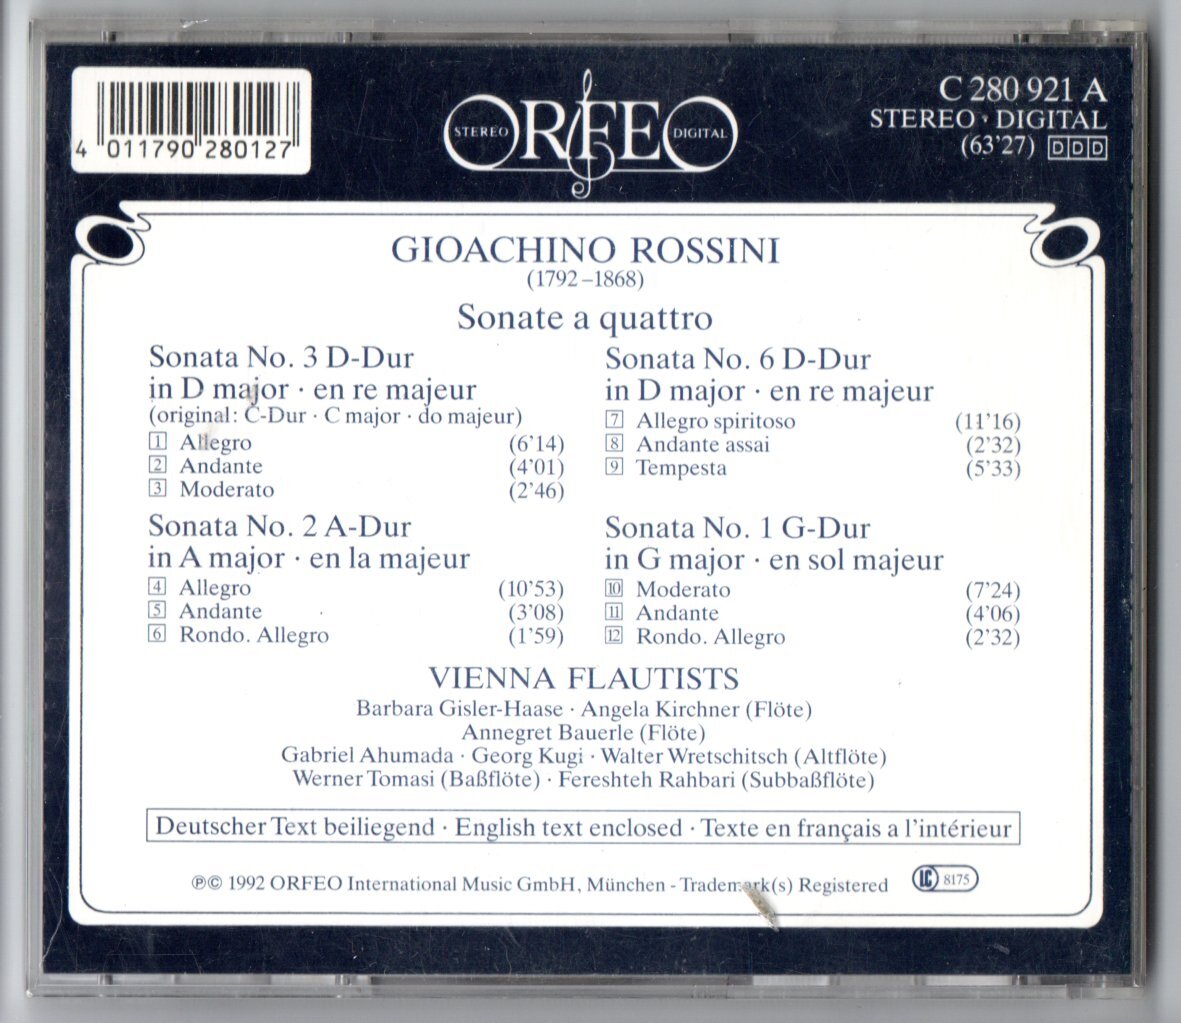 4 011790 280127
STEREO ORFEO DIGITAL
C 280 921 A
STEREO · DIGITAL
(63'27) DDD
GIOACHINO ROSSINI
(1792–1868)
Sonate a quattro
Sonata No. 3 D-Dur
in D major · en re majeur
(original: C-Dur · C major · do majeur)
1 Allegro (6'14)
2 Andante (4'01)
3 Moderato (2'46)
Sonata No. 2 A-Dur
in A major · en la majeur
4 Allegro (10'53)
5 Andante (3'08)
6 Rondo. Allegro (1'59)
Sonata No. 6 D-Dur
in D major · en re majeur
7 Allegro spiritoso (11'16)
8 Andante assai (2'32)
9 Tempesta (5'33)
Sonata No. 1 G-Dur
in G major · en sol majeur
10 Moderato (7'24)
11 Andante (4'06)
12 Rondo. Allegro (2'32)
VIENNA FLAUTISTS
Barbara Gisler-Haase · Angela Kirchner (Flöte)
Annegret Bauerle (Flöte)
Gabriel Ahumada · Georg Kugi · Walter Wretschitsch (Altflöte)
Werner Tomasi (Baßflöte) · Fereshteh Rahbari (Subbaßflöte)
Deutscher Text beiliegend · English text enclosed · Texte en français a l'intérieur
℗© 1992 ORFEO International Music GmbH, München - Trademark(s) Registered
LC 8175